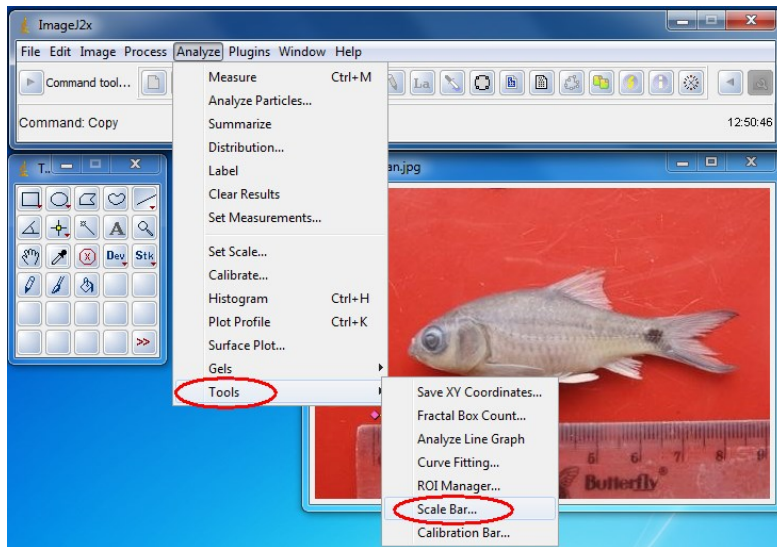 ImageJ2x
File Edit Image Process Analyze Plugins Window Help
Command tool...
La
Command: Copy
12:50:46
T..
an.jpg
A
Dev Stk
>>
Measure Ctrl+M
Analyze Particles...
Summarize
Distribution...
Label
Clear Results
Set Measurements...
Set Scale...
Calibrate...
Histogram Ctrl+H
Plot Profile Ctrl+K
Surface Plot...
Gels
Tools
Save XY Coordinates...
Fractal Box Count...
Analyze Line Graph
Curve Fitting...
ROI Manager...
Scale Bar...
Calibration Bar...
5 6 7 8 9
Butterfly®